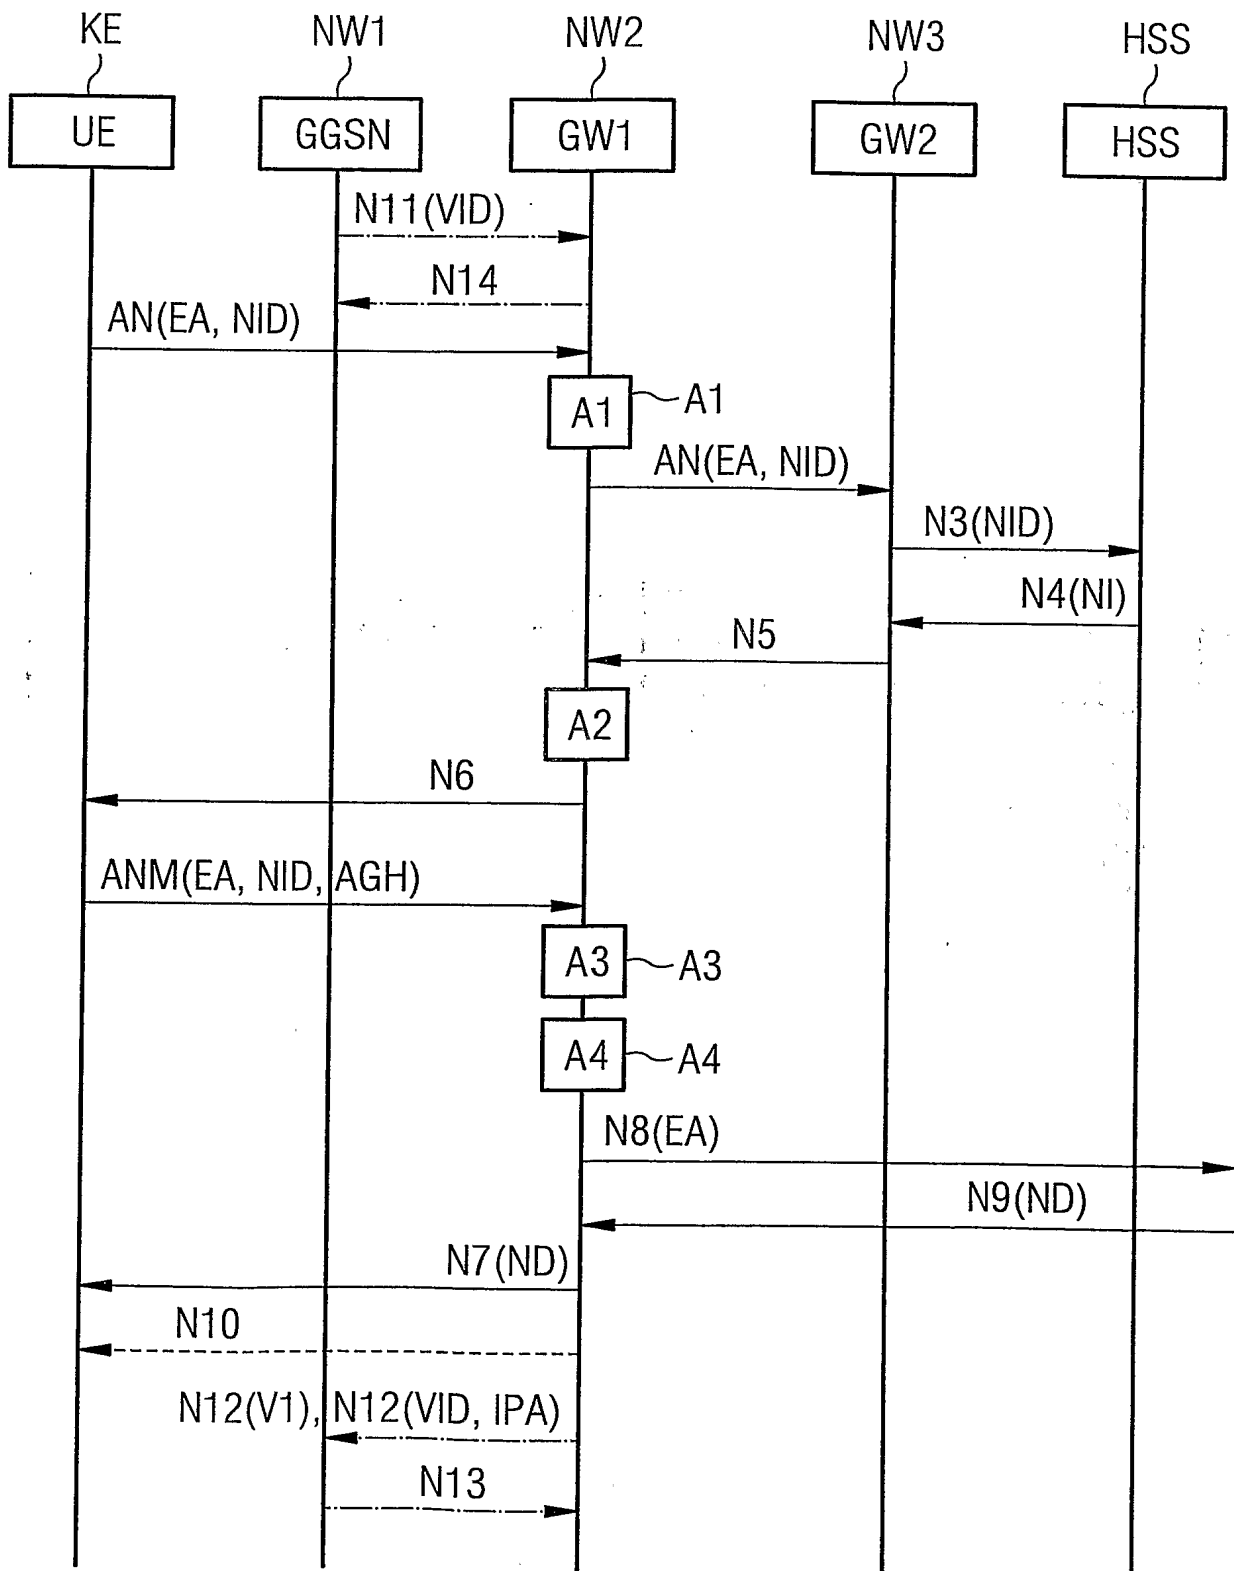 KE NW1 NW2 NW3 HSS
UE GGSN GW1 GW2 HSS
N11(VID)
N14
AN(EA, NID)
A1 A1
AN(EA, NID)
N3(NID)
N4(NI)
N5
A2
N6
ANM(EA, NID, AGH)
A3 A3
A4 A4
N8(EA)
N9(ND)
N7(ND)
N10
N12(V1), N12(VID, IPA)
N13